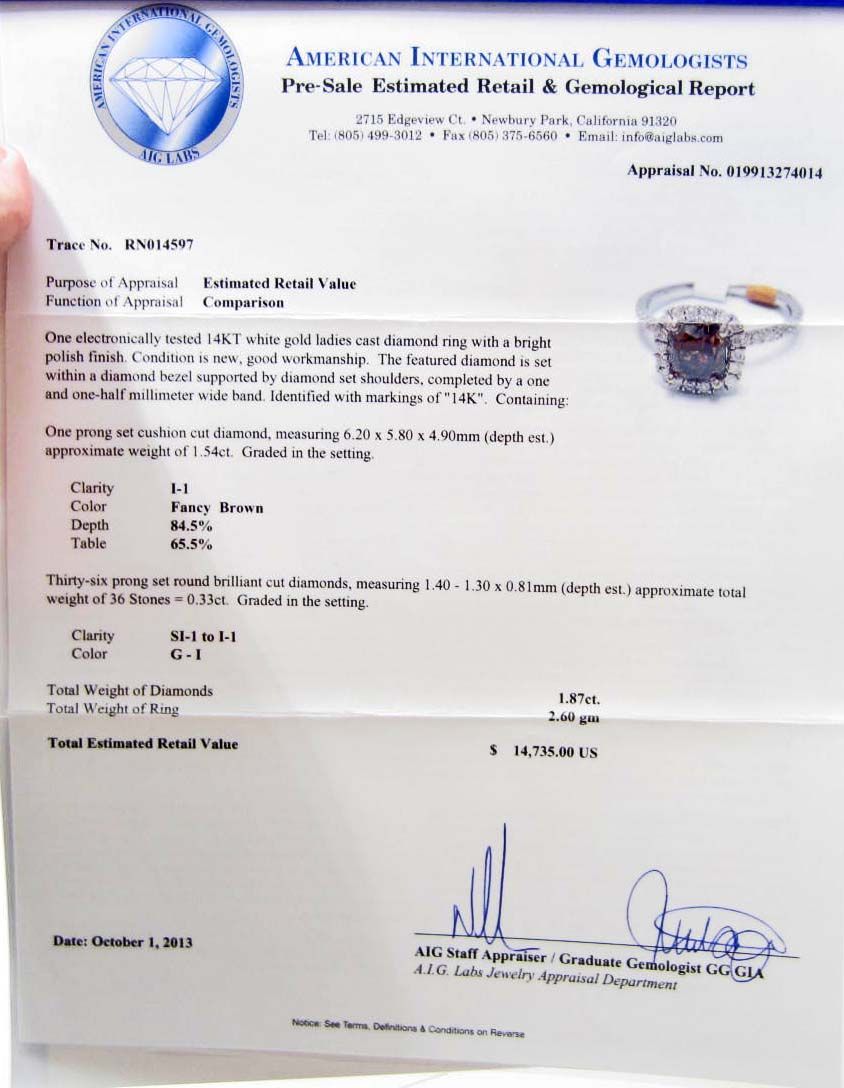 AMERICAN INTERNATIONAL GEMOLOGISTS
AIG LABS
AMERICAN INTERNATIONAL GEMOLOGISTS
Pre-Sale Estimated Retail & Gemological Report
2715 Edgeview Ct. • Newbury Park, California 91320
Tel: (805) 499-3012 • Fax (805) 375-6560 • Email: info@aiglabs.com
Appraisal No. 019913274014
Trace No. RN014597
Purpose of Appraisal Estimated Retail Value
Function of Appraisal Comparison
One electronically tested 14KT white gold ladies cast diamond ring with a bright
polish finish. Condition is new, good workmanship. The featured diamond is set
within a diamond bezel supported by diamond set shoulders, completed by a one
and one-half millimeter wide band. Identified with markings of "14K". Containing:
One prong set cushion cut diamond, measuring 6.20 x 5.80 x 4.90mm (depth est.)
approximate weight of 1.54ct. Graded in the setting.
Clarity I-1
Color Fancy Brown
Depth 84.5%
Table 65.5%
Thirty-six prong set round brilliant cut diamonds, measuring 1.40 - 1.30 x 0.81mm (depth est.) approximate total
weight of 36 Stones = 0.33ct. Graded in the setting.
Clarity SI-1 to I-1
Color G - I
Total Weight of Diamonds 1.87ct.
Total Weight of Ring 2.60 gm
Total Estimated Retail Value $ 14,735.00 US
Date: October 1, 2013
AIG Staff Appraiser / Graduate Gemologist GG GIA
A.I.G. Labs Jewelry Appraisal Department
Notice: See Terms, Definitions & Conditions on Reverse